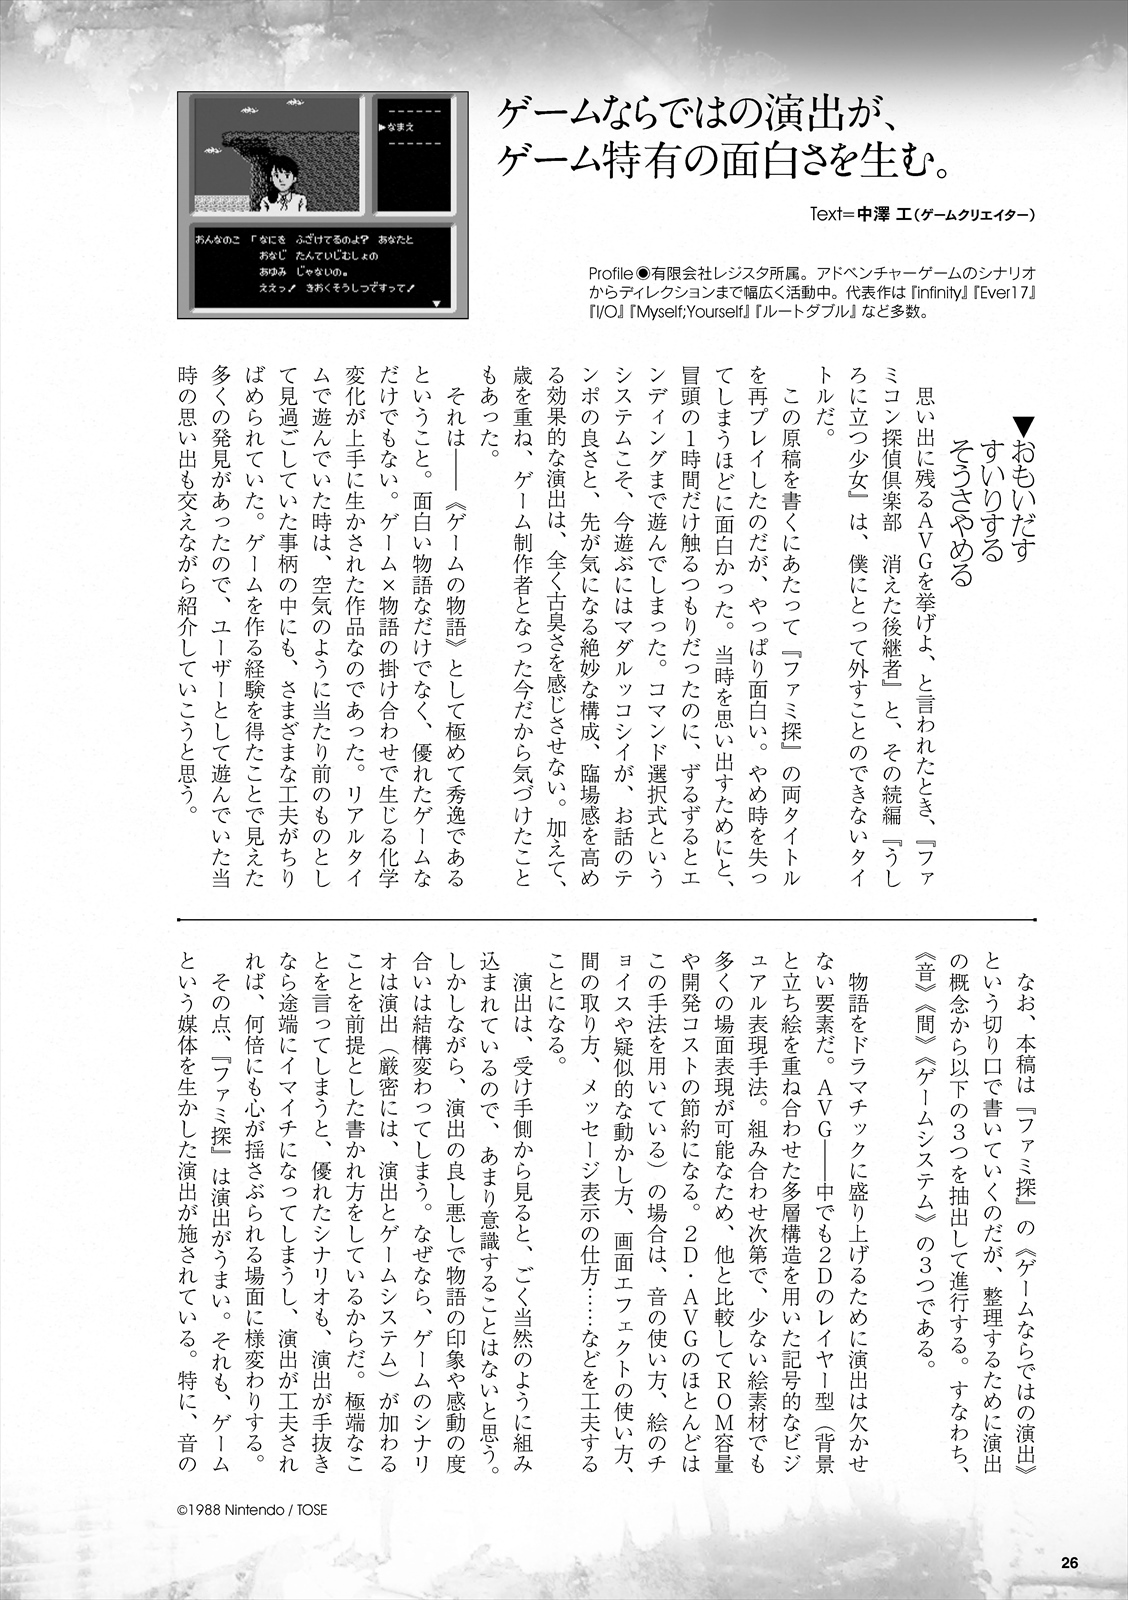 ゲームならではの演出が、
ゲーム特有の面白さを生む。
Text=中澤 工（ゲームクリエイター）
Profile◉有限会社レジスタ所属。アドベンチャーゲームのシナリオ
からディレクションまで幅広く活動中。代表作は『infinity』『Ever17』
『I/O』『Myself;Yourself』『ルートダブル』など多数。
------
▶なまえ
------
おんなのこ 「なにを ふざけてるのよ？ あなたと
おなじ たんていじむしょの
あゆみ じゃないの。
ええっ！ きおくそうしつですって！
▼
▼おもいだす
すいりする
そうさやめる
思い出に残るAVGを挙げよ、と言われたとき、『ファ
ミコン探偵倶楽部　消えた後継者』と、その続編『うし
ろに立つ少女』は、僕にとって外すことのできないタイ
トルだ。
この原稿を書くにあたって『ファミ探』の両タイトル
を再プレイしたのだが、やっぱり面白い。やめ時を失っ
てしまうほどに面白かった。当時を思い出すためにと、
冒頭の1時間だけ触るつもりだったのに、ずるずるとエ
ンディングまで遊んでしまった。コマンド選択式という
システムこそ、今遊ぶにはマダルッコシイが、お話のテ
ンポの良さと、先が気になる絶妙な構成、臨場感を高め
る効果的な演出は、全く古臭さを感じさせない。加えて、
歳を重ね、ゲーム制作者となった今だから気づけたこと
もあった。
それは――《ゲームの物語》として極めて秀逸である
ということ。面白い物語なだけでなく、優れたゲームな
だけでもない。ゲーム×物語の掛け合わせで生じる化学
変化が上手に生かされた作品なのであった。リアルタイ
ムで遊んでいた時は、空気のように当たり前のものとし
て見過ごしていた事柄の中にも、さまざまな工夫がちり
ばめられていた。ゲームを作る経験を得たことで見えた
多くの発見があったので、ユーザーとして遊んでいた当
時の思い出も交えながら紹介していこうと思う。
なお、本稿は『ファミ探』の《ゲームならではの演出》
という切り口で書いていくのだが、整理するために演出
の概念から以下の3つを抽出して進行する。すなわち、
《音》《間》《ゲームシステム》の3つである。
物語をドラマチックに盛り上げるために演出は欠かせ
ない要素だ。AVG――中でも2Dのレイヤー型（背景
と立ち絵を重ね合わせた多層構造を用いた記号的なビジ
ュアル表現手法。組み合わせ次第で、少ない絵素材でも
多くの場面表現が可能なため、他と比較してROM容量
や開発コストの節約になる。2D・AVGのほとんどは
この手法を用いている）の場合は、音の使い方、絵のチ
ョイスや疑似的な動かし方、画面エフェクトの使い方、
間の取り方、メッセージ表示の仕方……などを工夫する
ことになる。
演出は、受け手側から見ると、ごく当然のように組み
込まれているので、あまり意識することはないと思う。
しかしながら、演出の良し悪しで物語の印象や感動の度
合いは結構変わってしまう。なぜなら、ゲームのシナリ
オは演出（厳密には、演出とゲームシステム）が加わる
ことを前提とした書かれ方をしているからだ。極端なこ
とを言ってしまうと、優れたシナリオも、演出が手抜き
なら途端にイマイチになってしまうし、演出が工夫され
れば、何倍にも心が揺さぶられる場面に様変わりする。
その点、『ファミ探』は演出がうまい。それも、ゲーム
という媒体を生かした演出が施されている。特に、音の
©1988 Nintendo / TOSE
26